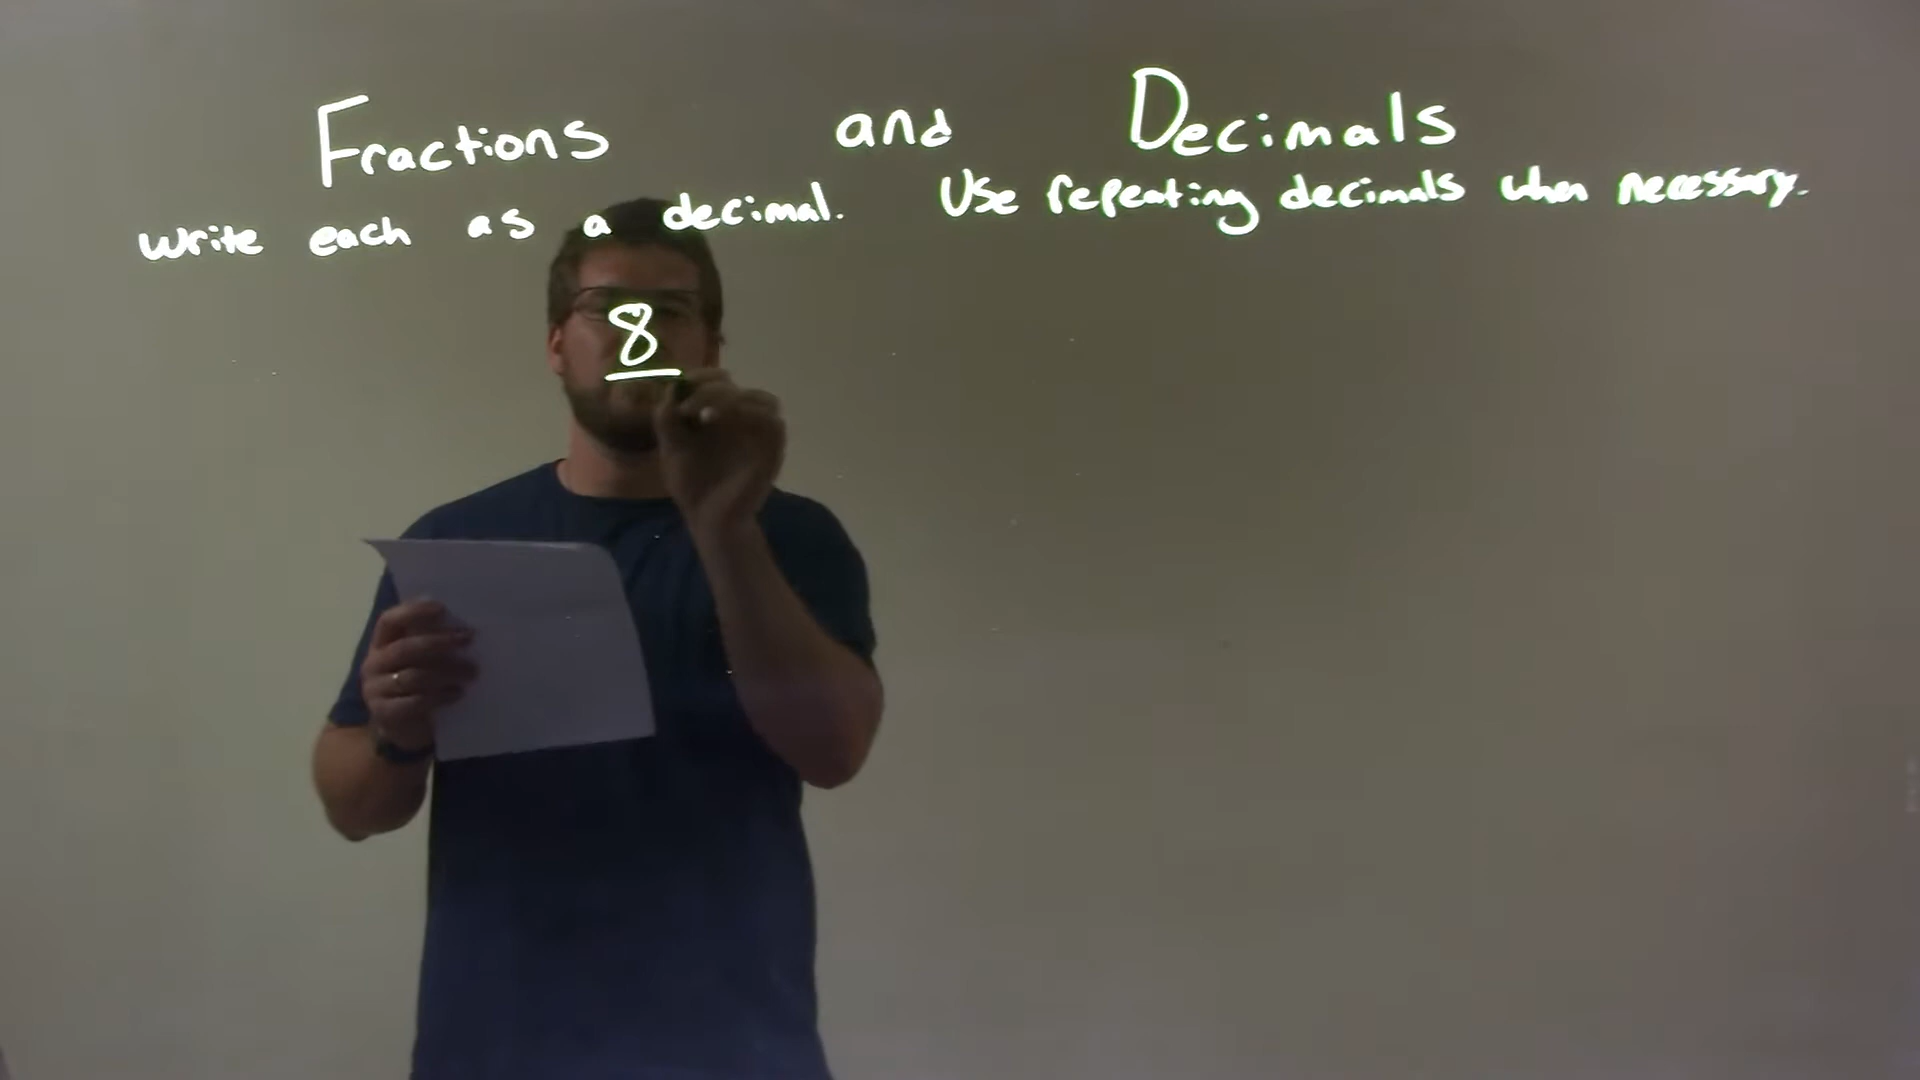 Fractions and Decimals
Write each as a decimal. Use repeating decimals when necessary.
8